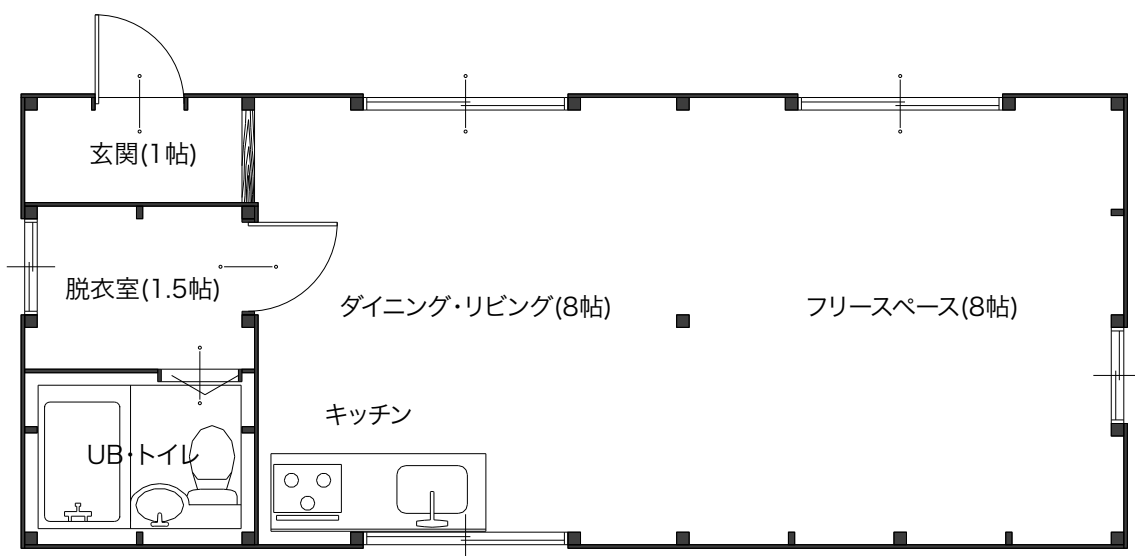 玄関(1帖)
脱衣室(1.5帖)
ダイニング・リビング(8帖)
フリースペース(8帖)
キッチン
UB・トイレ